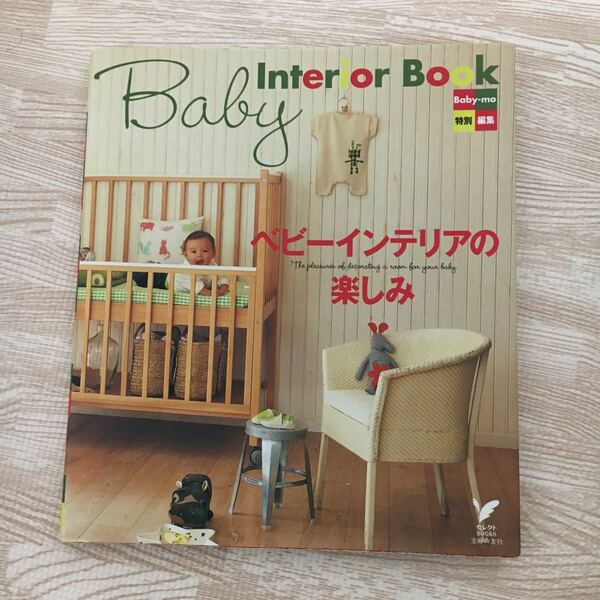 Baby
Interior Book
Baby-mo
特別 編集
ベビーインテリアの
The pleasures of decorating a room for your baby
楽しみ
セレクト
BOOKS
主婦の友社